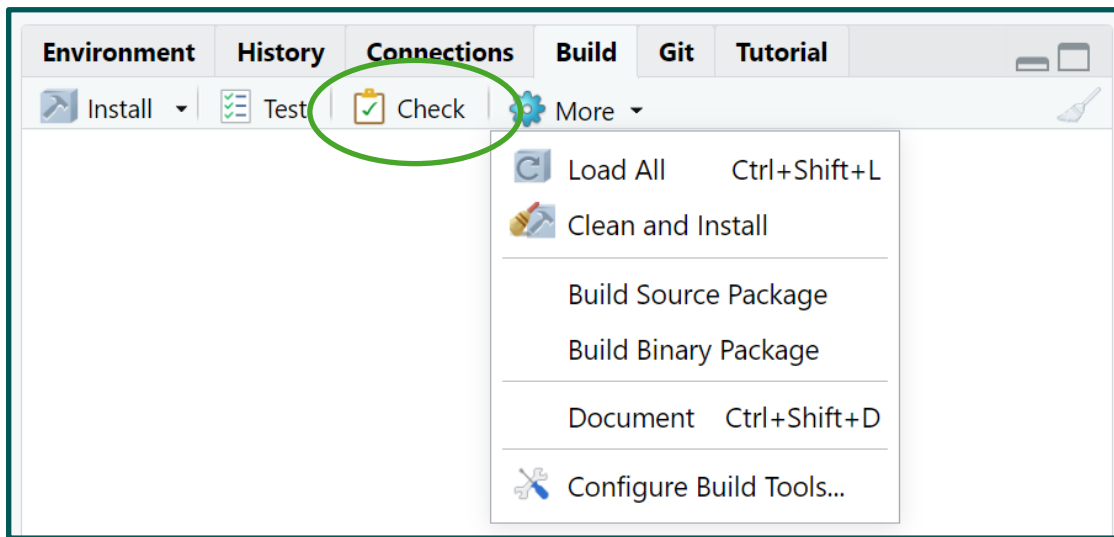 Environment History Connections Build Git Tutorial
Install Test Check More
Load All Ctrl+Shift+L
Clean and Install
Build Source Package
Build Binary Package
Document Ctrl+Shift+D
Configure Build Tools...